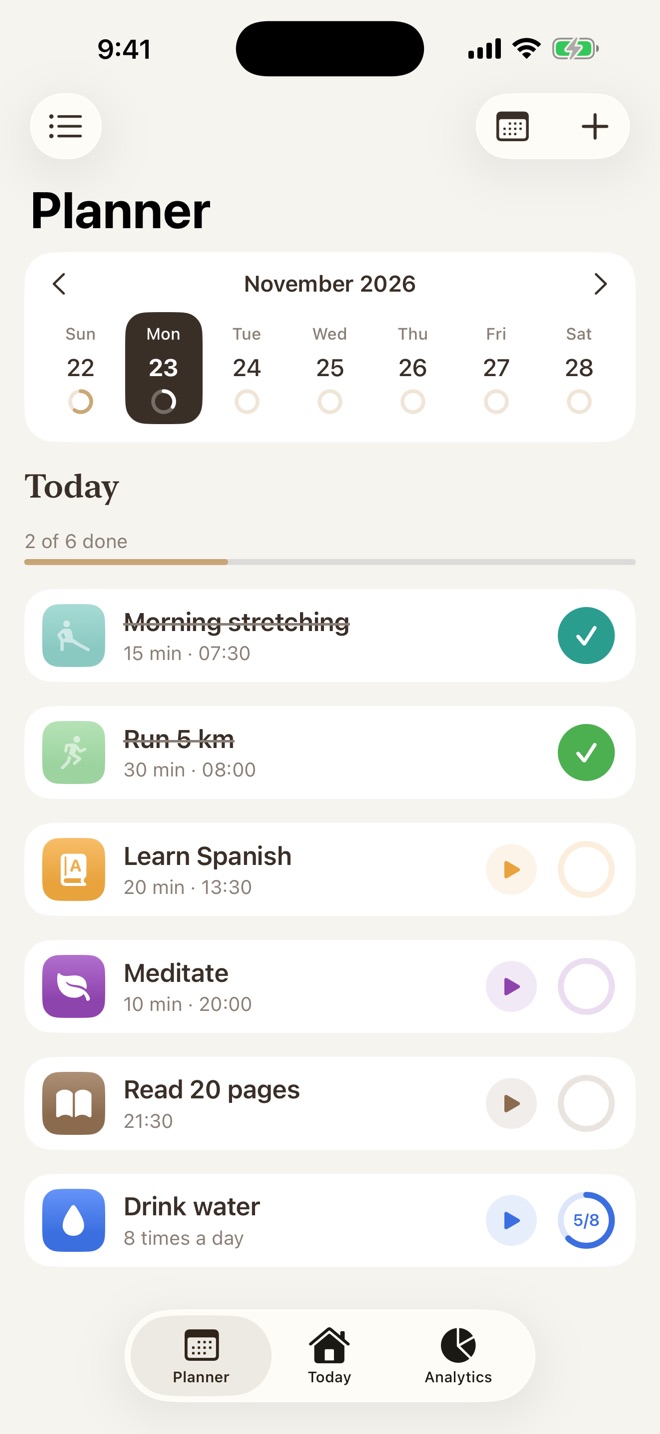 9:41
Planner
November 2026
Sun Mon Tue Wed Thu Fri Sat
22 23 24 25 26 27 28
Today
2 of 6 done
Morning stretching
15 min · 07:30
Run 5 km
30 min · 08:00
A
Learn Spanish
20 min · 13:30
Meditate
10 min · 20:00
Read 20 pages
21:30
Drink water
8 times a day
5/8
Planner Today Analytics